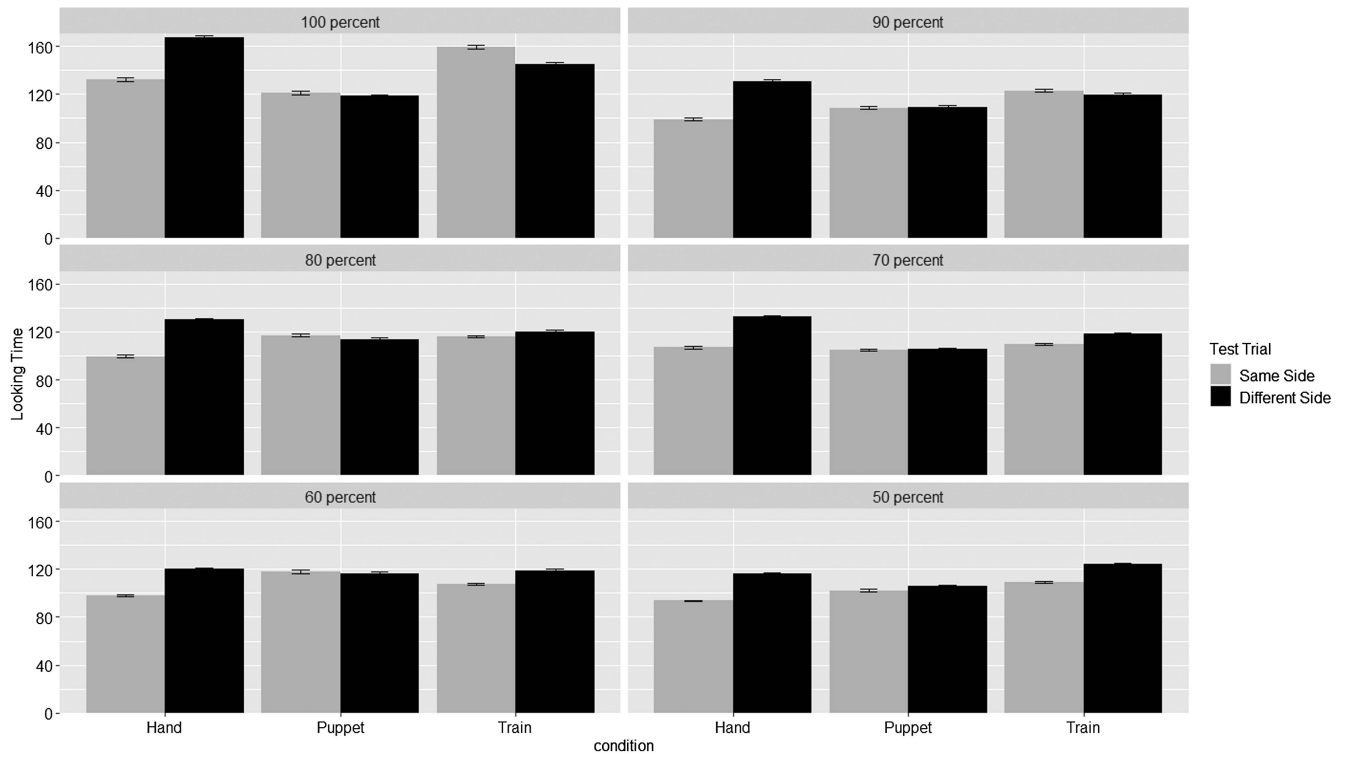 100 percent
90 percent
160
120
80
40
0
80 percent
70 percent
160
120
80
40
0
Looking Time
Test Trial
Same Side
Different Side
60 percent
50 percent
160
120
80
40
0
Hand Puppet Train Hand Puppet Train
condition